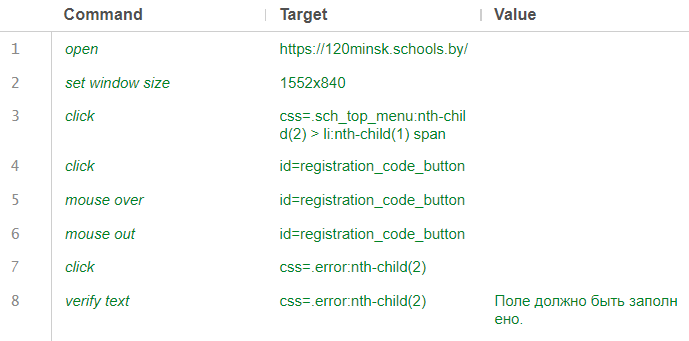 Command Target Value
1 open https://120minsk.schools.by/
2 set window size 1552x840
3 click css=.sch_top_menu:nth-chil
d(2) > li:nth-child(1) span
4 click id=registration_code_button
5 mouse over id=registration_code_button
6 mouse out id=registration_code_button
7 click css=.error:nth-child(2)
8 verify text css=.error:nth-child(2) Поле должно быть заполн
ено.